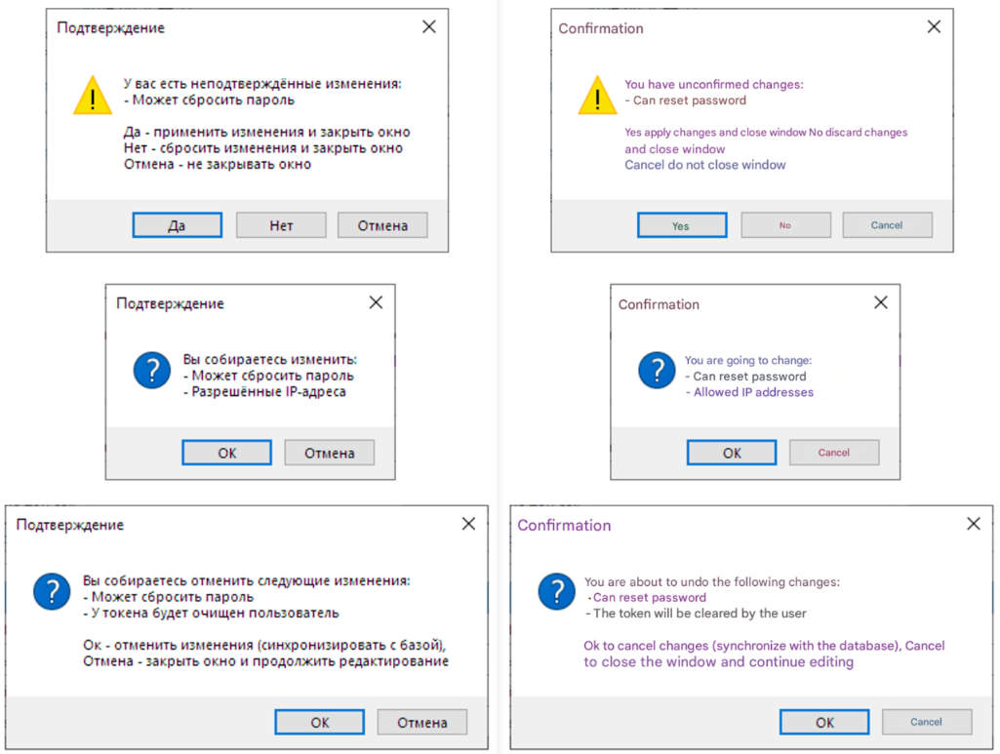 Подтверждение
У вас есть неподтверждённые изменения:
- Может сбросить пароль
Да - применить изменения и закрыть окно
Нет - сбросить изменения и закрыть окно
Отмена - не закрывать окно
Да
Нет
Отмена
Confirmation
You have unconfirmed changes:
- Can reset password
Yes apply changes and close window No discard changes
and close window
Cancel do not close window
Yes
No
Cancel
Подтверждение
Вы собираетесь изменить:
- Может сбросить пароль
- Разрешённые IP-адреса
ОК
Отмена
Confirmation
You are going to change:
- Can reset password
- Allowed IP addresses
OK
Cancel
Подтверждение
Вы собираетесь отменить следующие изменения:
- Может сбросить пароль
- У токена будет очищен пользователь
Ок - отменить изменения (синхронизировать с базой),
Отмена - закрыть окно и продолжить редактирование
ОК
Отмена
Confirmation
You are about to undo the following changes:
· Can reset password
- The token will be cleared by the user
Ok to cancel changes (synchronize with the database), Cancel
to close the window and continue editing
OK
Cancel